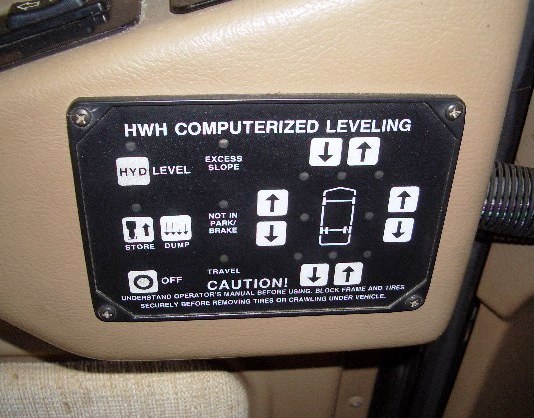 HWH COMPUTERIZED LEVELING
HYD LEVEL
EXCESS
SLOPE
NOT IN
PARK/
BRAKE
STORE DUMP
OFF
TRAVEL
CAUTION!
UNDERSTAND OPERATOR'S MANUAL BEFORE USING. BLOCK FRAME AND TIRES
SECURELY BEFORE REMOVING TIRES OR CRAWLING UNDER VEHICLE.